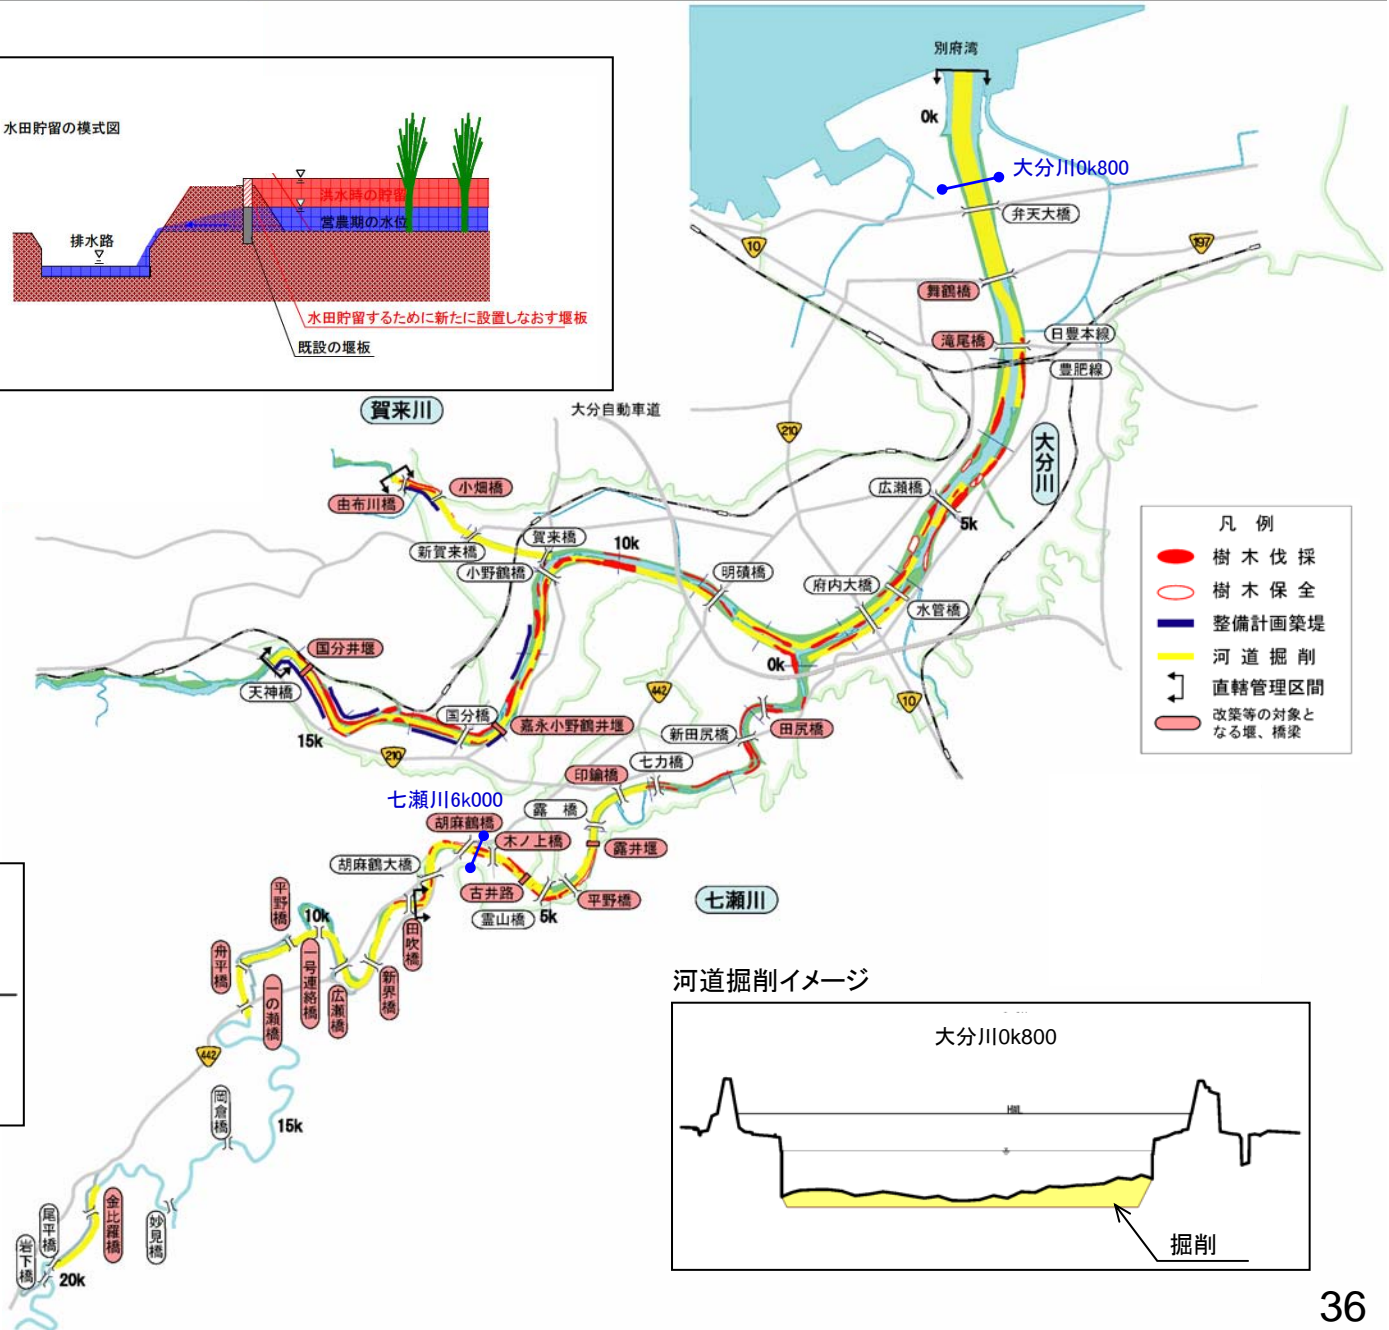 水田貯留の模式図
洪水時の貯留
営農期の水位
排水路
水田貯留するために新たに設置しなおす堰板
既設の堰板
別府湾
0k
大分川0k800
弁天大橋
10
197
舞鶴橋
滝尾橋
日豊本線
豊肥線
賀来川
大分自動車道
210
大分川
広瀬橋
5k
由布川橋
小畑橋
新賀来橋
賀来橋
小野鶴橋
10k
明磧橋
府内大橋
水管橋
0k
国分井堰
天神橋
15k
国分橋
嘉永小野鶴井堰
210
442
10
新田尻橋
田尻橋
七力橋
印鑰橋
七瀬川6k000
胡麻鶴橋
露 橋
木ノ上橋
露井堰
胡麻鶴大橋
古井路
平野橋
霊山橋
5k
七瀬川
平野橋
10k
田吹橋
舟平橋
一の瀬橋
一号連絡橋
広瀬橋
新界橋
442
岡倉橋
15k
金比羅橋
妙見橋
尾平橋
岩下橋
20k
凡 例
樹 木 伐 採
樹 木 保 全
整備計画築堤
河 道 掘 削
直轄管理区間
改築等の対象と
なる堰、橋梁
河道掘削イメージ
大分川0k800
HWL
掘削
36